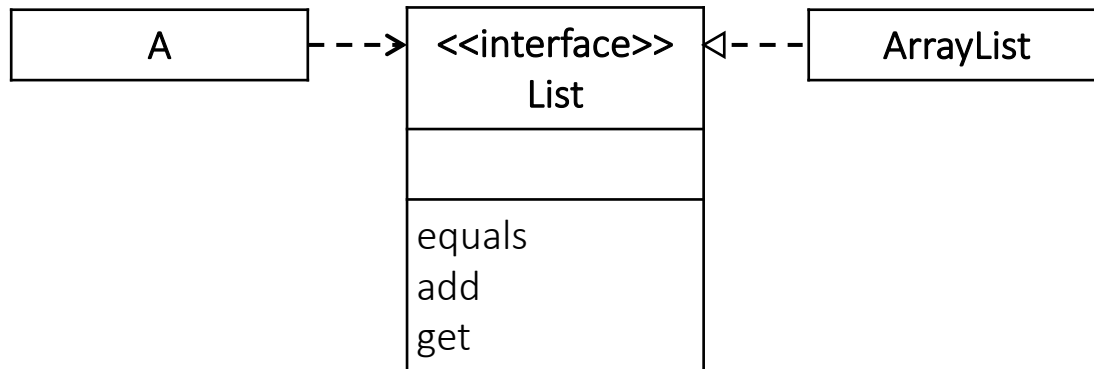 A
<<interface>>
List
ArrayList
equals
add
get